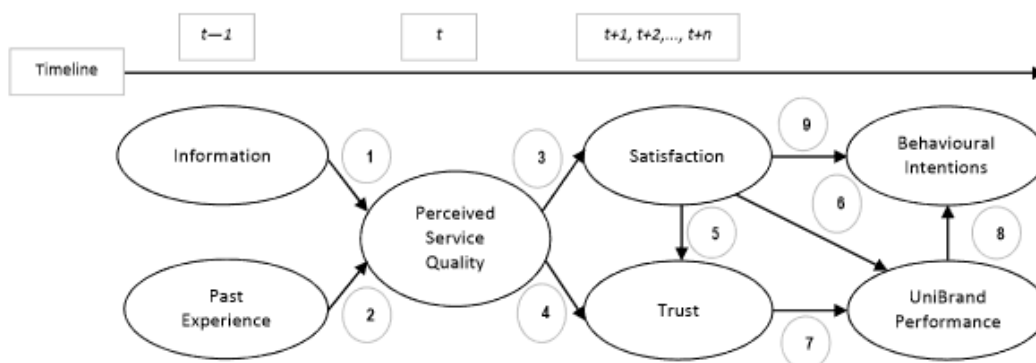 t—1
t
t+1, t+2,..., t+n
Timeline
Information
1
3
Satisfaction
9
Behavioural
Intentions
6
Perceived
Service
Quality
5
8
Past
Experience
2
4
Trust
7
UniBrand
Performance